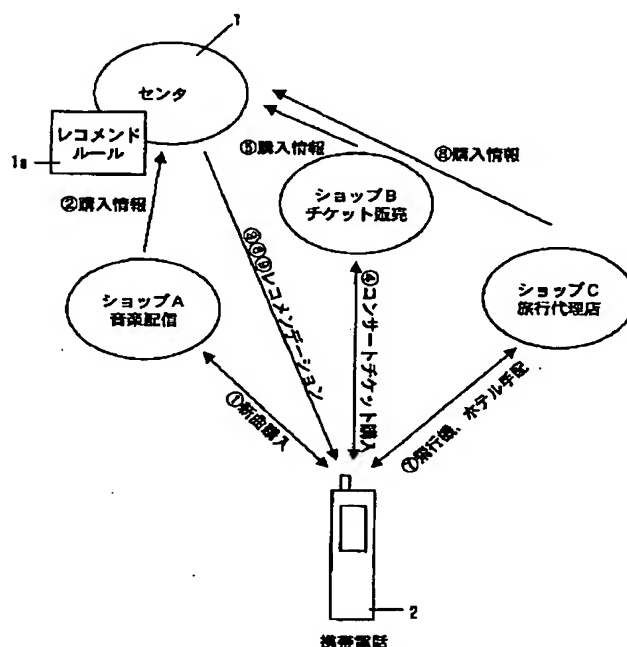 1
センタ
レコメンド
ルール
1a
⑤購入情報
⑧購入情報
②購入情報
ショップB
チケット販売
ショップA
音楽配信
ショップC
旅行代理店
③⑥⑨レコメンデーション
④コンサートチケット購入
①新曲購入
⑦飛行機、ホテル手配
2
携帯電話